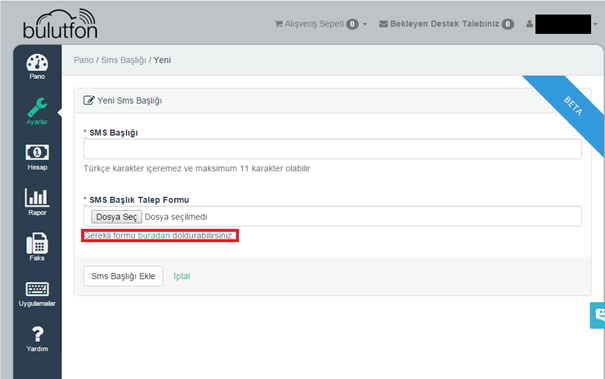 bulutfon
Alışveriş Sepeti 0
Bekleyen Destek Talebiniz 0
Pano
Ayarlar
Hesap
Rapor
Faks
Uygulamalar
Yardım
Pano / Sms Başlığı / Yeni
Yeni Sms Başlığı
BETA
* SMS Başlığı
Türkçe karakter içeremez ve maksimum 11 karakter olabilir
* SMS Başlık Talep Formu
Dosya Seç Dosya seçilmedi
Gerekli formu buradan doldurabilirsiniz.
Sms Başlığı Ekle İptal